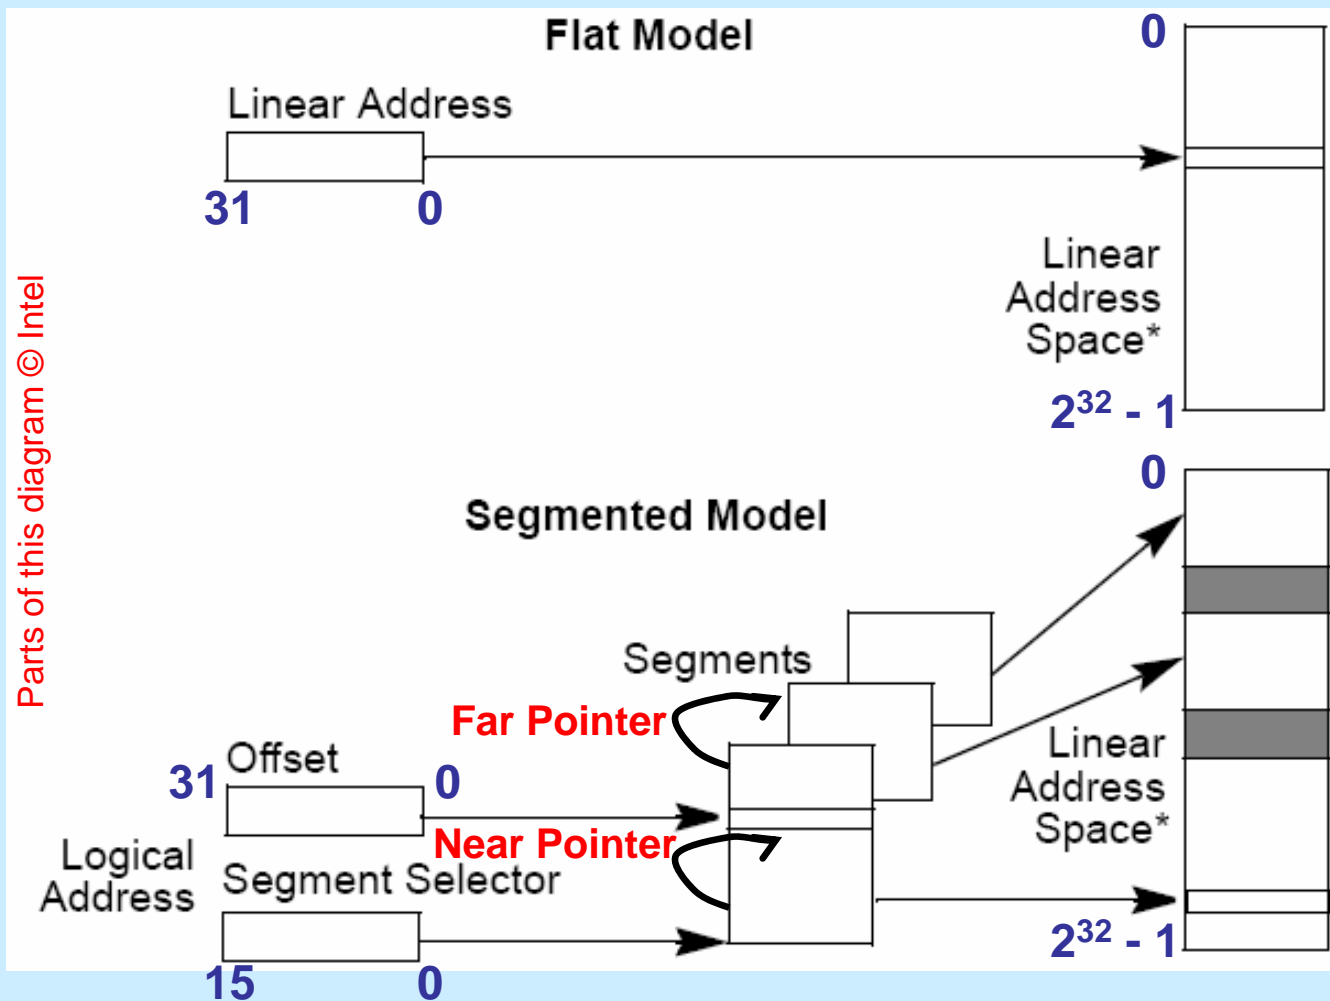 Flat Model
0
Linear Address
31
0
Linear
Address
Space*
2³² - 1
Parts of this diagram © Intel
0
Segmented Model
Segments
Far Pointer
Offset
31
0
Linear
Address
Space*
Near Pointer
Logical
Address
Segment Selector
2³² - 1
15
0